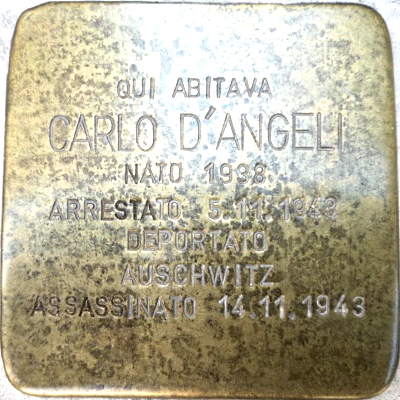 QUI ABITAVA
CARLO D'ANGELI
NATO 1938
ARRESTATO 5.11.1943
DEPORTATO
AUSCHWITZ
ASSASSINATO 14.11.1943